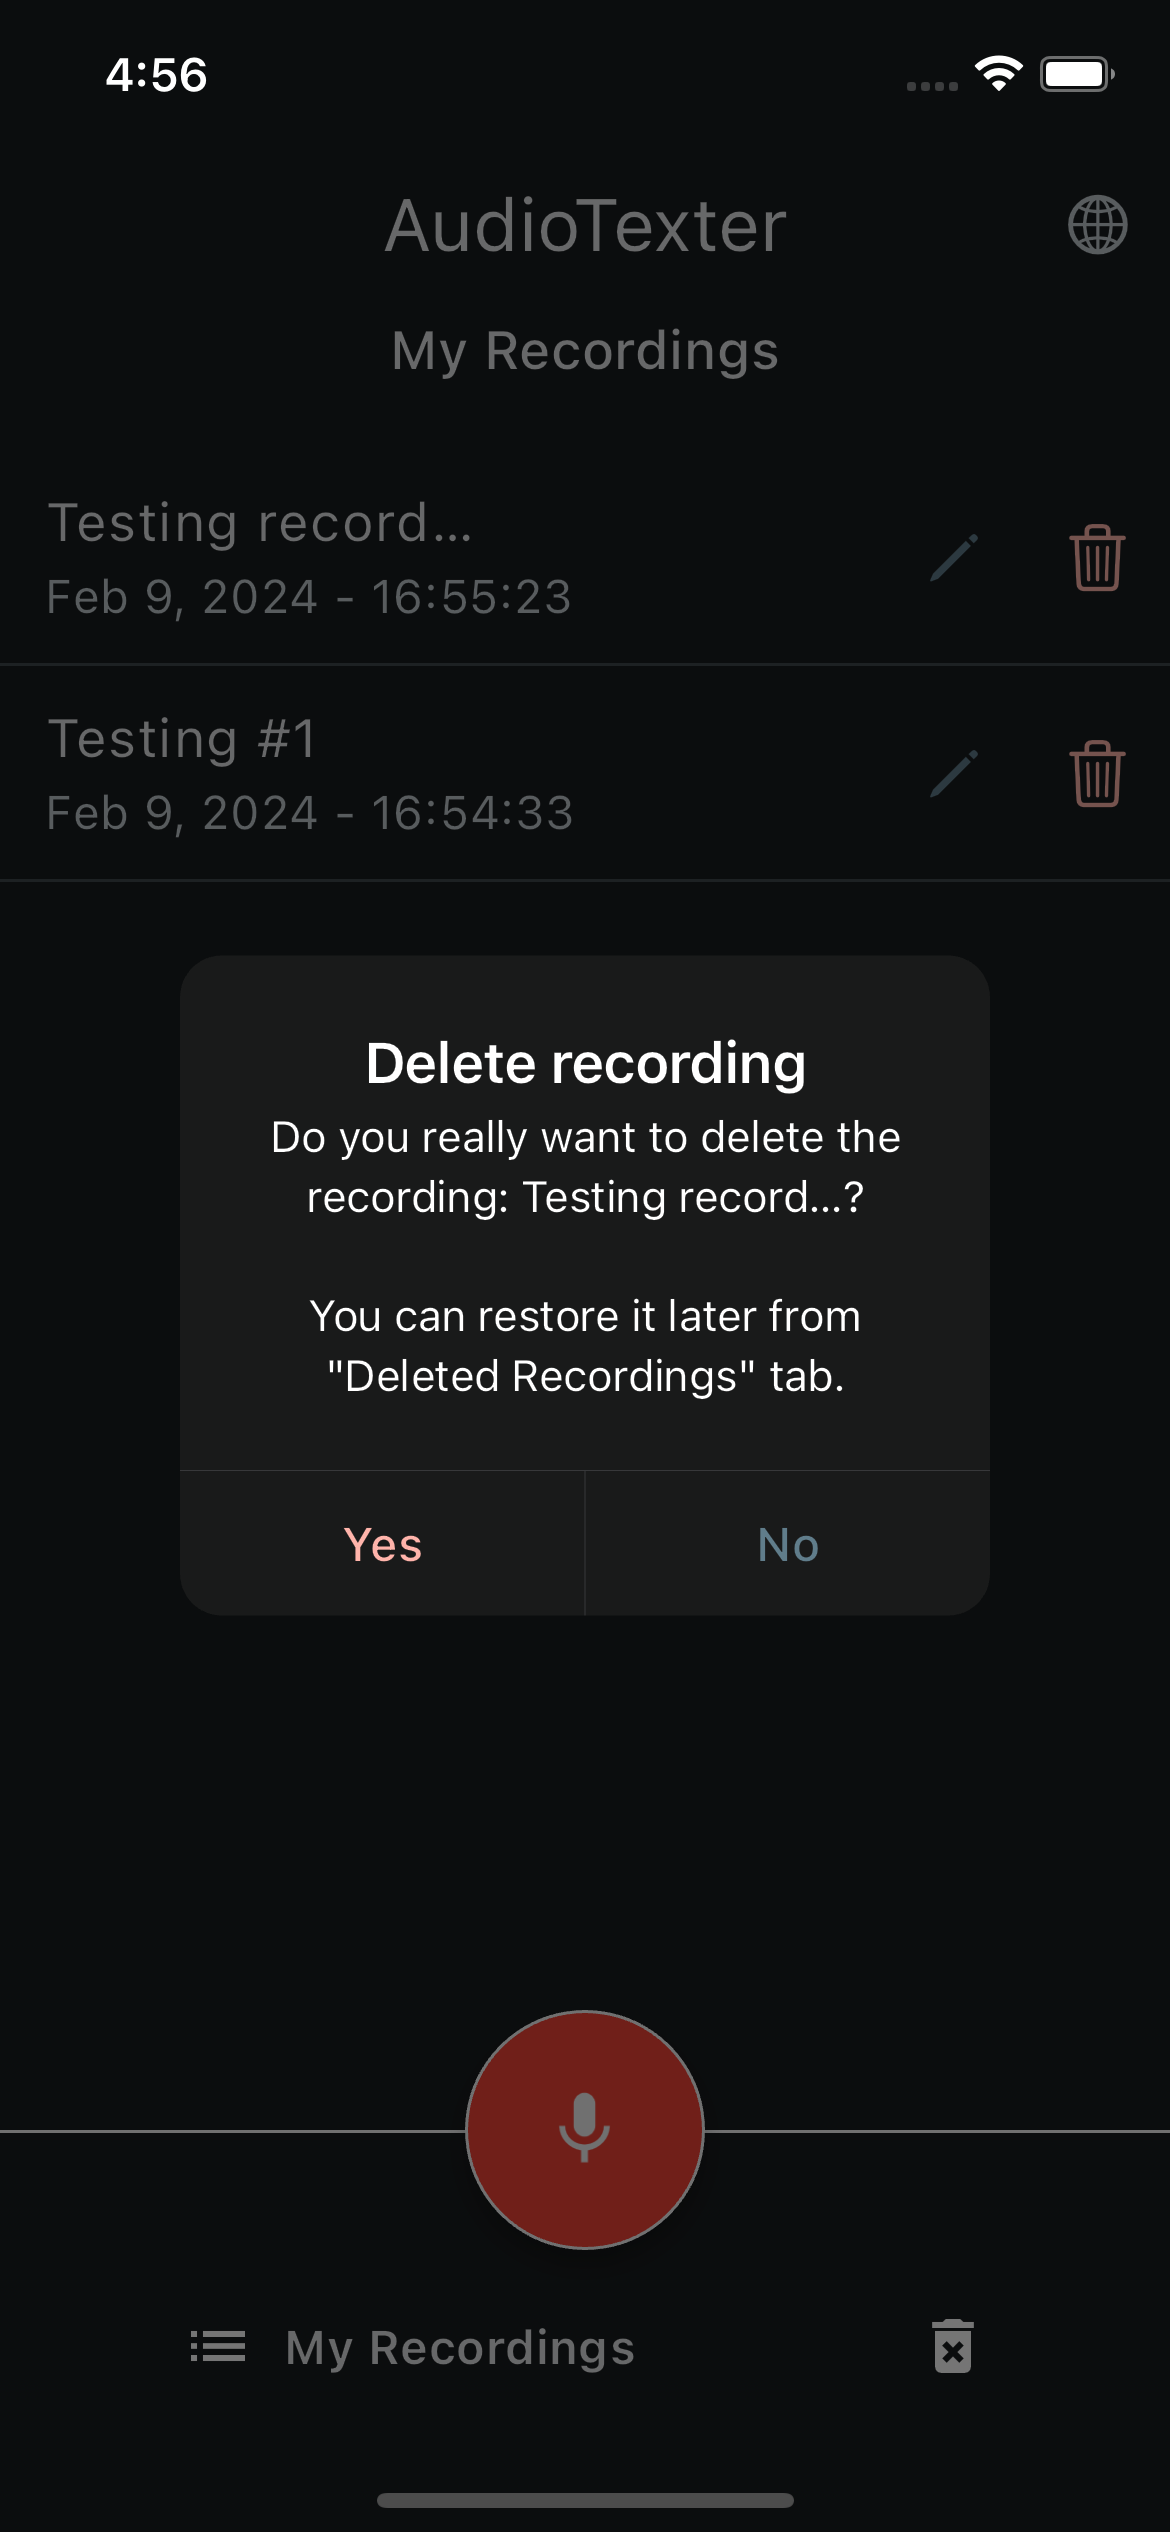 4:56
AudioTexter
My Recordings
Testing record...
Feb 9, 2024 - 16:55:23
Testing #1
Feb 9, 2024 - 16:54:33
Delete recording
Do you really want to delete the
recording: Testing record...?
You can restore it later from
"Deleted Recordings" tab.
Yes
No
My Recordings